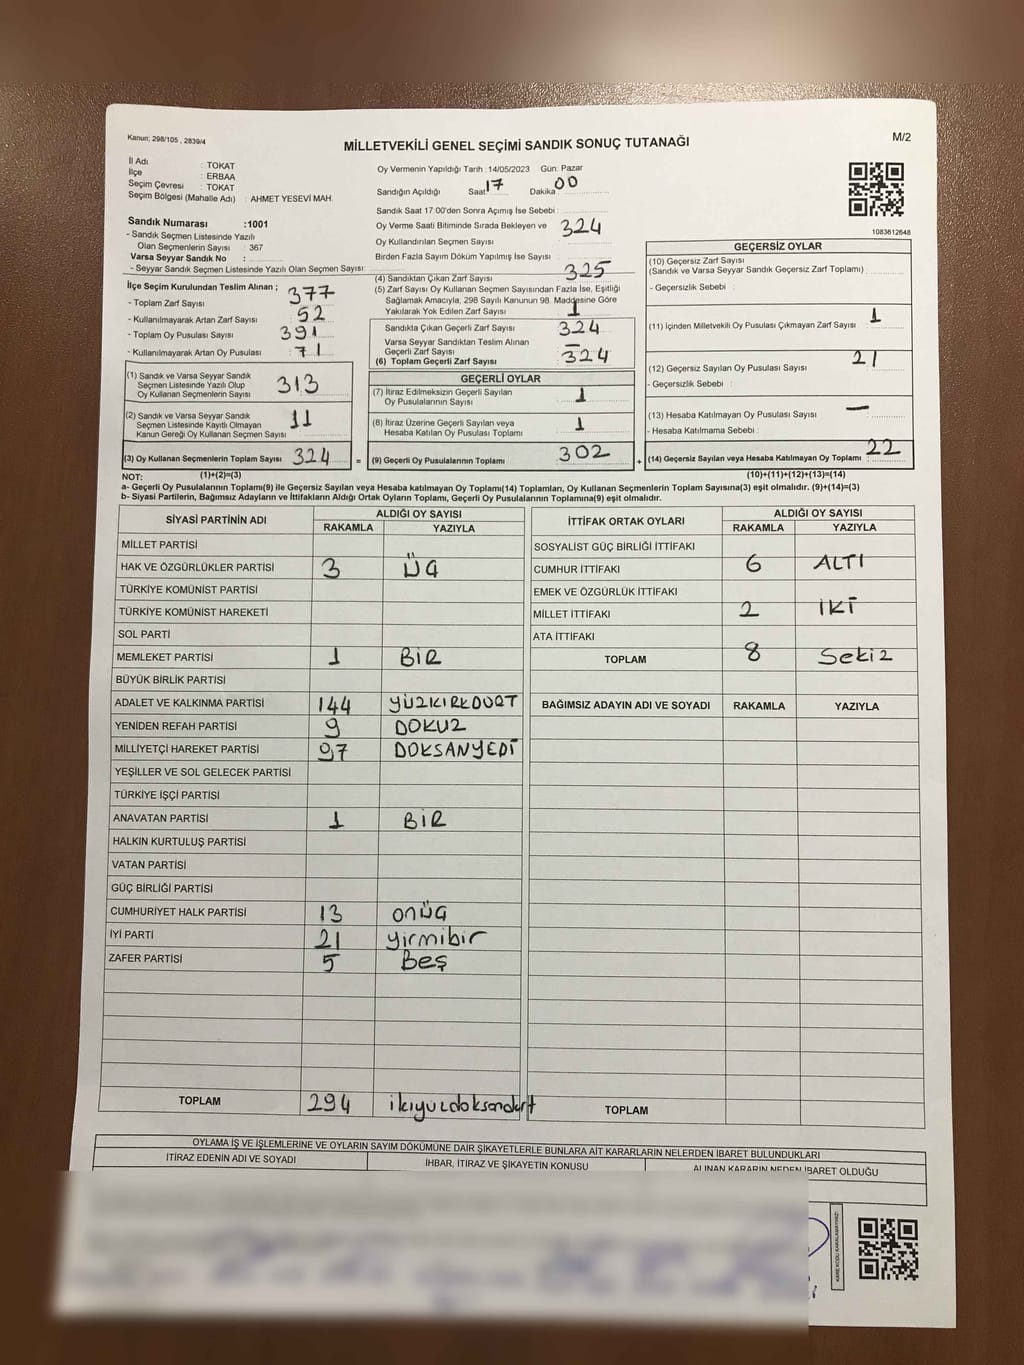 Kanun; 298/105 , 2839/4
MİLLETVEKİLİ GENEL SEÇİMİ SANDIK SONUÇ TUTANAĞI
M/2
İl Adı : TOKAT
İlçe : ERBAA
Seçim Çevresi : TOKAT
Seçim Bölgesi (Mahalle Adı) : AHMET YESEVİ MAH.
Sandık Numarası :1001
- Sandık Seçmen Listesinde Yazılı
Olan Seçmenlerin Sayısı : 367
Varsa Seyyar Sandık No :
- Seyyar Sandık Seçmen Listesinde Yazılı Olan Seçmen Sayısı:
Oy Vermenin Yapıldığı Tarih : 14/05/2023 Gün: Pazar
Sandığın Açıldığı Saat 17 Dakika 00
Sandık Saat 17:00'den Sonra Açımış İse Sebebi :
Oy Verme Saati Bitiminde Sırada Bekleyen ve 324
Oy Kullandırılan Seçmen Sayısı
Birden Fazla Sayım Döküm Yapılmış İse Sayısı :
1083612648
İlçe Seçim Kurulundan Teslim Alınan ; 377
- Toplam Zarf Sayısı
- Kullanılmayarak Artan Zarf Sayısı : 52
- Toplam Oy Pusulası Sayısı : 391
- Kullanılmayarak Artan Oy Pusulası : 71
(1) Sandık ve Varsa Seyyar Sandık
Seçmen Listesinde Yazılı Olup
Oy Kullanan Seçmenlerin Sayısı 313
(2) Sandık ve Varsa Seyyar Sandık
Seçmen Listesinde Kayıtlı Olmayan
Kanun Gereği Oy Kullanan Seçmen Sayısı 11
(3) Oy Kullanan Seçmenlerin Toplam Sayısı 324
(4) Sandıktan Çıkan Zarf Sayısı 325
(5) Zarf Sayısı Oy Kullanan Seçmen Sayısından Fazla İse, Eşitliği
Sağlamak Amacıyla; 298 Sayılı Kanunun 98. Maddesine Göre
Yakılarak Yok Edilen Zarf Sayısı 1
Sandıkta Çıkan Geçerli Zarf Sayısı 324
Varsa Seyyar Sandıktan Teslim Alınan
Geçerli Zarf Sayısı —
(6) Toplam Geçerli Zarf Sayısı 324
GEÇERLİ OYLAR
(7) İtiraz Edilmeksizin Geçerli Sayılan
Oy Pusulalarının Sayısı 1
(8) İtiraz Üzerine Geçerli Sayılan veya
Hesaba Katılan Oy Pusulası Toplamı 1
= (9) Geçerli Oy Pusulalarının Toplamı 302
GEÇERSİZ OYLAR
(10) Geçersiz Zarf Sayısı
(Sandık ve Varsa Seyyar Sandık Geçersiz Zarf Toplamı)
- Geçersizlik Sebebi :
(11) İçinden Milletvekili Oy Pusulası Çıkmayan Zarf Sayısı 1
(12) Geçersiz Sayılan Oy Pusulası Sayısı 21
- Geçersizlik Sebebi :
(13) Hesaba Katılmayan Oy Pusulası Sayısı —
- Hesaba Katılmama Sebebi :
+ (14) Geçersiz Sayılan veya Hesaba Katılmayan Oy Toplamı 22
NOT: (1)+(2)=(3) (10)+(11)+(12)+(13)=(14)
a- Geçerli Oy Pusulalarının Toplamı(9) ile Geçersiz Sayılan veya Hesaba katılmayan Oy Toplamı(14) Toplamları, Oy Kullanan Seçmenlerin Toplam Sayısına(3) eşit olmalıdır. (9)+(14)=(3)
b- Siyasi Partilerin, Bağımsız Adayların ve İttifakların Aldığı Ortak Oyların Toplamı, Geçerli Oy Pusulalarının Toplamına(9) eşit olmalıdır.
SİYASİ PARTİNİN ADI ALDIĞI OY SAYISI
RAKAMLA YAZIYLA
MİLLET PARTİSİ
HAK VE ÖZGÜRLÜKLER PARTİSİ 3 ÜÇ
TÜRKİYE KOMÜNİST PARTİSİ
TÜRKİYE KOMÜNİST HAREKETİ
SOL PARTİ
MEMLEKET PARTİSİ 1 BİR
BÜYÜK BİRLİK PARTİSİ
ADALET VE KALKINMA PARTİSİ 144 YÜZKIRKDÖRT
YENİDEN REFAH PARTİSİ 9 DOKUZ
MİLLİYETÇİ HAREKET PARTİSİ 97 DOKSANYEDİ
YEŞİLLER VE SOL GELECEK PARTİSİ
TÜRKİYE İŞÇİ PARTİSİ
ANAVATAN PARTİSİ 1 BİR
HALKIN KURTULUŞ PARTİSİ
VATAN PARTİSİ
GÜÇ BİRLİĞİ PARTİSİ
CUMHURİYET HALK PARTİSİ 13 onüç
İYİ PARTİ 21 yirmibir
ZAFER PARTİSİ 5 Beş
TOPLAM 294 ikiyuzdoksandört
İTTİFAK ORTAK OYLARI ALDIĞI OY SAYISI
RAKAMLA YAZIYLA
SOSYALİST GÜÇ BİRLİĞİ İTTİFAKI
CUMHUR İTTİFAKI 6 ALTI
EMEK VE ÖZGÜRLÜK İTTİFAKI
MİLLET İTTİFAKI 2 İKİ
ATA İTTİFAKI
TOPLAM 8 Sekiz
BAĞIMSIZ ADAYIN ADI VE SOYADI RAKAMLA YAZIYLA
TOPLAM
OYLAMA İŞ VE İŞLEMLERİNE VE OYLARIN SAYIM DÖKÜMÜNE DAİR ŞİKAYETLERLE BUNLARA AİT KARARLARIN NELERDEN İBARET BULUNDUKLARI
İTİRAZ EDENİN ADI VE SOYADI İHBAR, İTİRAZ VE ŞİKAYETİN KONUSU ALINAN KARARIN NEDEN İBARET OLDUĞU
KARE KODU KARALAMAYINIZ!